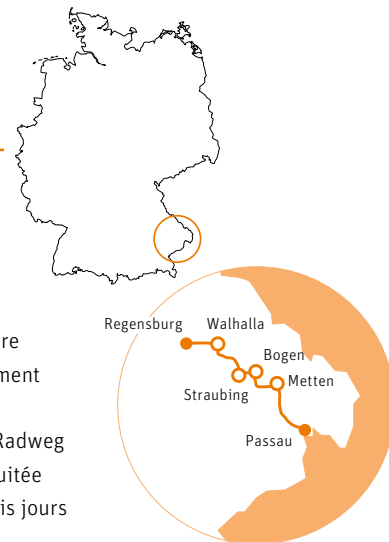 re
ment
Radweg
uitée
is jours
Regensburg
Walhalla
Bogen
Straubing
Metten
Passau